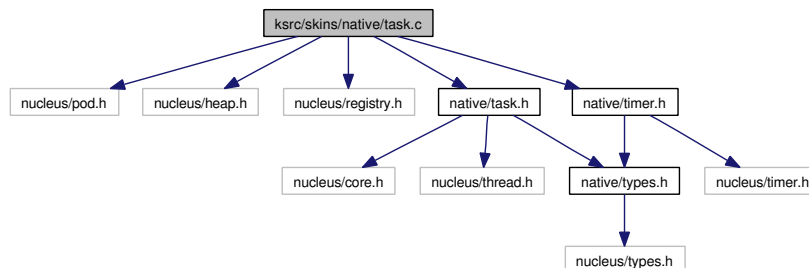 ksrc/skins/native/task.c
nucleus/pod.h
nucleus/heap.h
nucleus/registry.h
native/task.h
native/timer.h
nucleus/core.h
nucleus/thread.h
native/types.h
nucleus/timer.h
nucleus/types.h